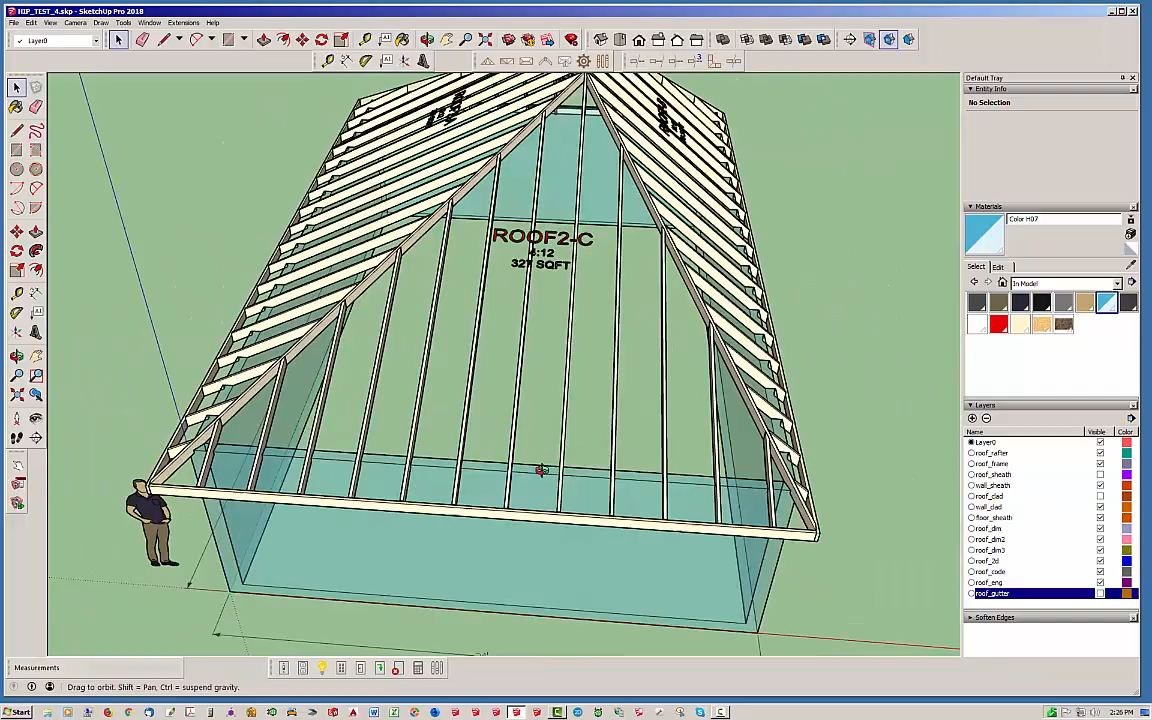 HIP_TEST_4.skp - SketchUp Pro 2018
File Edit View Camera Draw Tools Window Extensions Help
Layer0
Default Tray
Entity Info
No Selection
Materials
Color H07
Select Edit
In Model
Layers
Name Visible Color
Layer0
roof_rafter
roof_frame
roof_sheath
wall_sheath
roof_clad
wall_clad
floor_sheath
roof_dim
roof_dim2
roof_dim3
roof_2d
roof_code
roof_eng
roof_gutter
Soften Edges
ROOF2-C
4:12
327 SQFT
Measurements
Drag to orbit. Shift = Pan, Ctrl = suspend gravity.
Start
2:26 PM